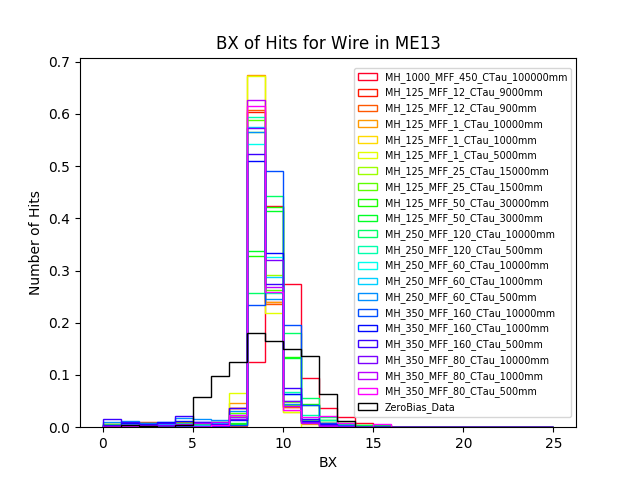 BX of Hits for Wire in ME13
Number of Hits
0.7
0.6
0.5
0.4
0.3
0.2
0.1
0.0
MH_1000_MFF_450_CTau_100000mm
MH_125_MFF_12_CTau_9000mm
MH_125_MFF_12_CTau_900mm
MH_125_MFF_1_CTau_10000mm
MH_125_MFF_1_CTau_1000mm
MH_125_MFF_1_CTau_5000mm
MH_125_MFF_25_CTau_15000mm
MH_125_MFF_25_CTau_1500mm
MH_125_MFF_50_CTau_30000mm
MH_125_MFF_50_CTau_3000mm
MH_250_MFF_120_CTau_10000mm
MH_250_MFF_120_CTau_500mm
MH_250_MFF_60_CTau_10000mm
MH_250_MFF_60_CTau_1000mm
MH_250_MFF_60_CTau_500mm
MH_350_MFF_160_CTau_10000mm
MH_350_MFF_160_CTau_1000mm
MH_350_MFF_160_CTau_500mm
MH_350_MFF_80_CTau_10000mm
MH_350_MFF_80_CTau_1000mm
MH_350_MFF_80_CTau_500mm
ZeroBias_Data
0 5 10 15 20 25
BX